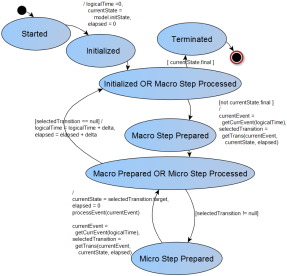 / logicalTime =0,
currentState =
model.initState,
elapsed = 0
Started
Terminated
Initialized
[ currentState.final ]
Initialized OR Macro Step Processed
[not currentState.final ]
/
currentEvent =
getCurrEvent(logicalTime),
selectedTransition =
getTrans(currentEvent,
currentState, elapsed)
[selectedTransition == null] /
logicalTime = logicalTime + delta,
elapsed = elapsed + delta
Macro Step Prepared
Macro Prepared OR Micro Step Processed
/
currentState = selectedTransition.target,
elapsed = 0
processEvent(currentEvent)
[selectedTransition != null]
currentEvent =
getCurrEvent(logicalTime),
selectedTransition =
getTrans(currentEvent,
currentState, elapsed)
Micro Step Prepared